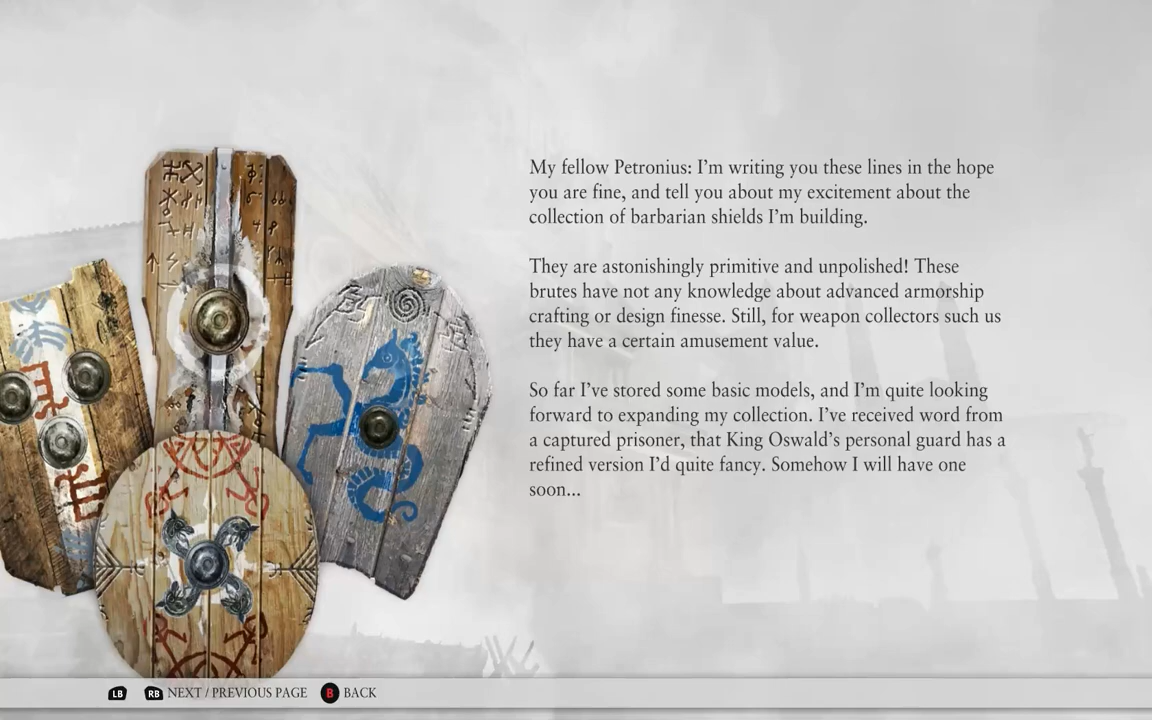 My fellow Petronius: I'm writing you these lines in the hope
you are fine, and tell you about my excitement about the
collection of barbarian shields I'm building.
They are astonishingly primitive and unpolished! These
brutes have not any knowledge about advanced armorship
crafting or design finesse. Still, for weapon collectors such us
they have a certain amusement value.
So far I've stored some basic models, and I'm quite looking
forward to expanding my collection. I've received word from
a captured prisoner, that King Oswald's personal guard has a
refined version I'd quite fancy. Somehow I will have one
soon...
LB RB NEXT / PREVIOUS PAGE B BACK